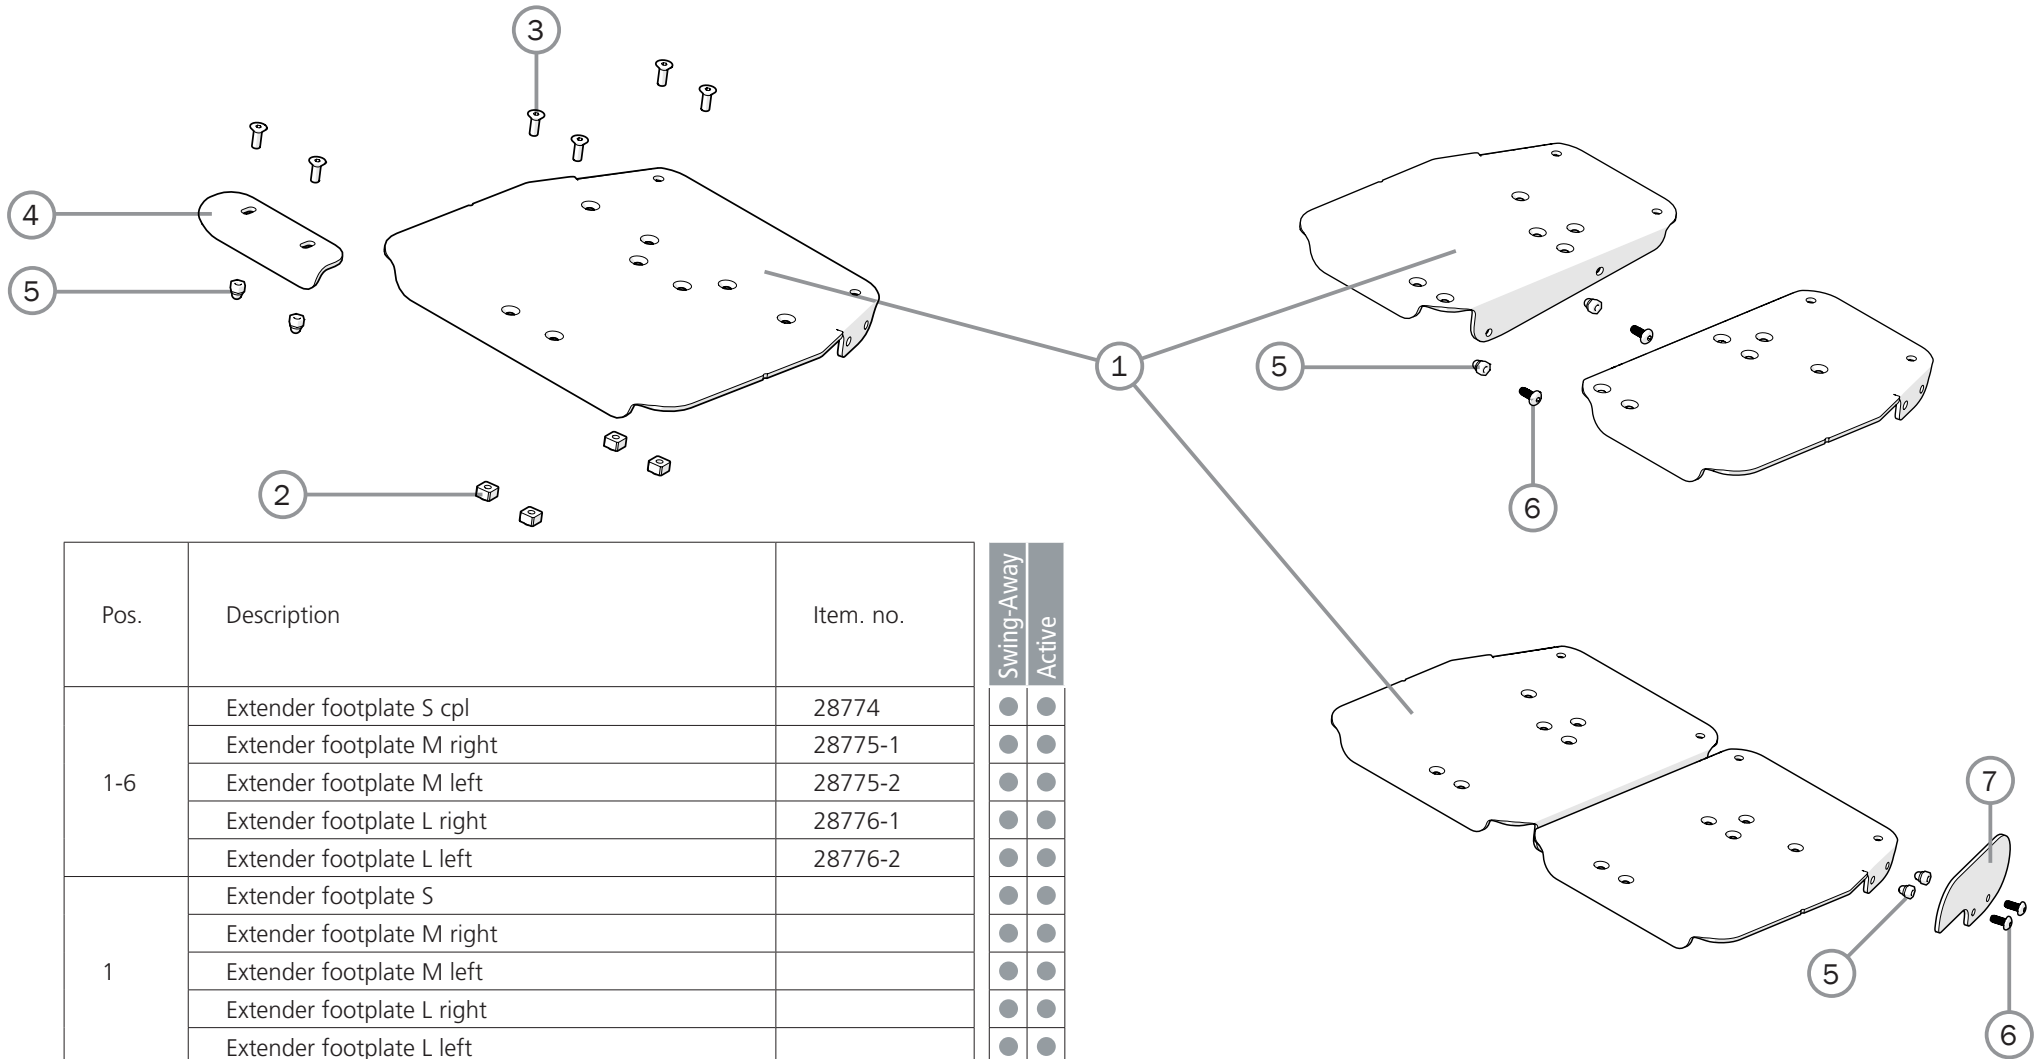 3
4
5
1
5
2
6
7
5
6
Pos. Description Item. no. Swing-Away Active
1-6
Extender footplate S cpl 28774
Extender footplate M right 28775-1
Extender footplate M left 28775-2
Extender footplate L right 28776-1
Extender footplate L left 28776-2
1
Extender footplate S
Extender footplate M right
Extender footplate M left
Extender footplate L right
Extender footplate L left